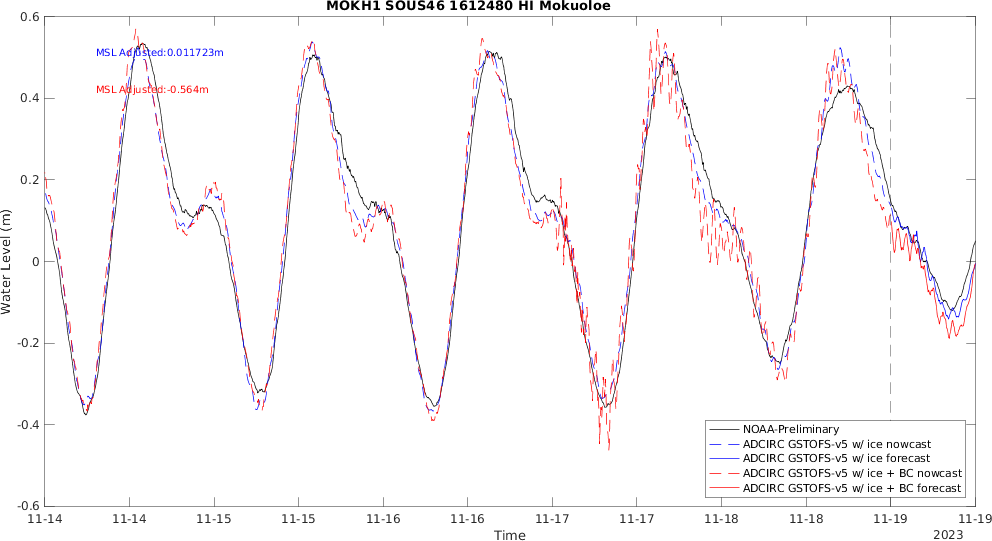 MOKH1 SOUS46 1612480 HI Mokuoloe
0.6
0.4
0.2
0
-0.2
-0.4
-0.6
Water Level (m)
MSL Adjusted:0.011723m
MSL Adjusted:-0.564m
NOAA-Preliminary
ADCIRC GSTOFS-v5 w/ ice nowcast
ADCIRC GSTOFS-v5 w/ ice forecast
ADCIRC GSTOFS-v5 w/ ice + BC nowcast
ADCIRC GSTOFS-v5 w/ ice + BC forecast
11-14 11-14 11-15 11-15 11-16 11-16 11-17 11-17 11-18 11-18 11-19 11-19
Time
2023